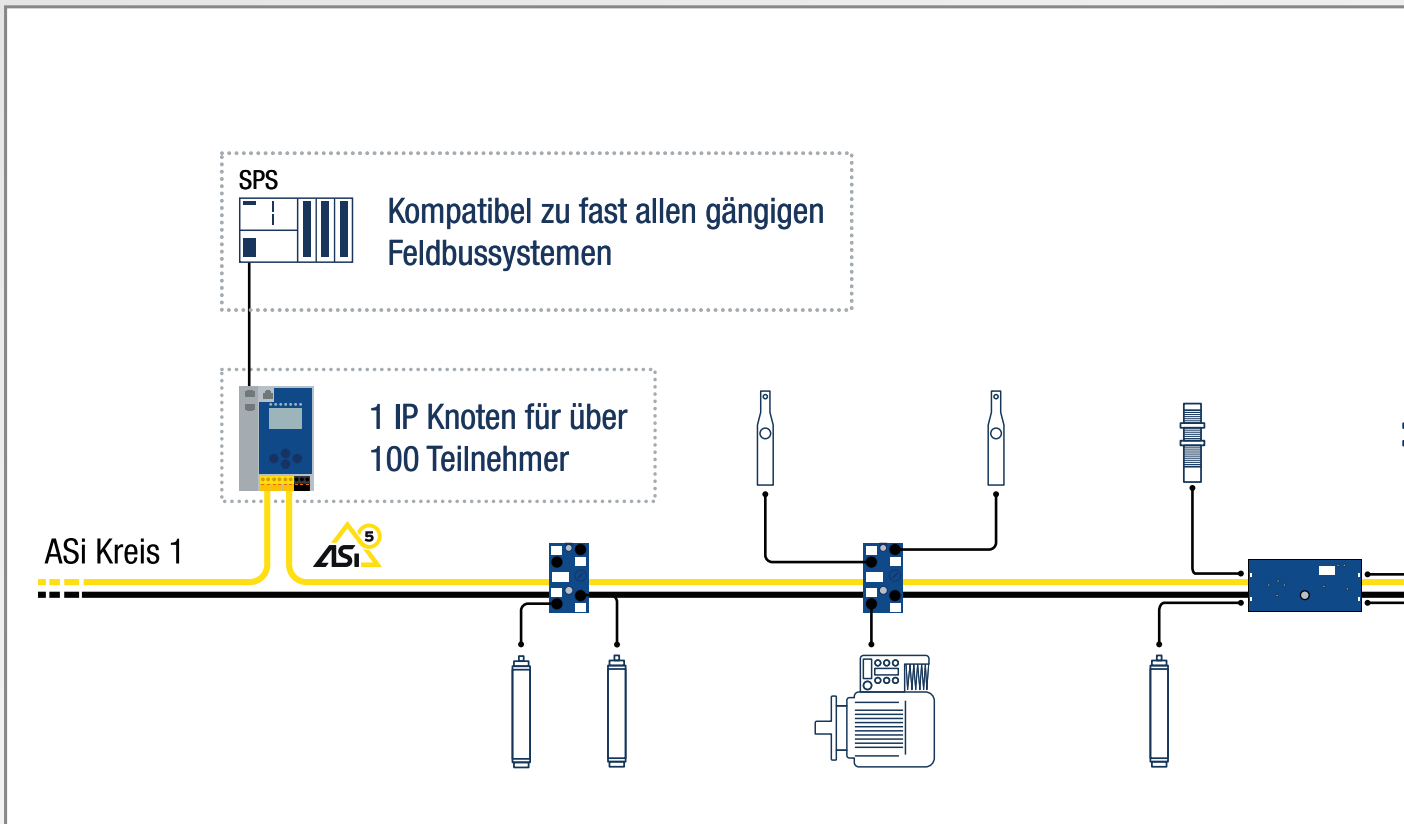 SPS
Kompatibel zu fast allen gängigen
Feldbussystemen
1 IP Knoten für über
100 Teilnehmer
ASi Kreis 1
ASi 5